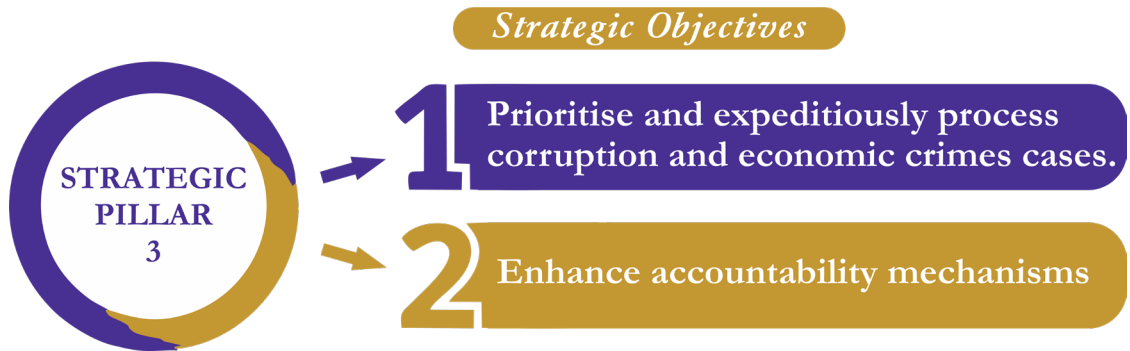 Strategic Objectives
STRATEGIC
PILLAR
3
1
Prioritise and expeditiously process
corruption and economic crimes cases.
2
Enhance accountability mechanisms